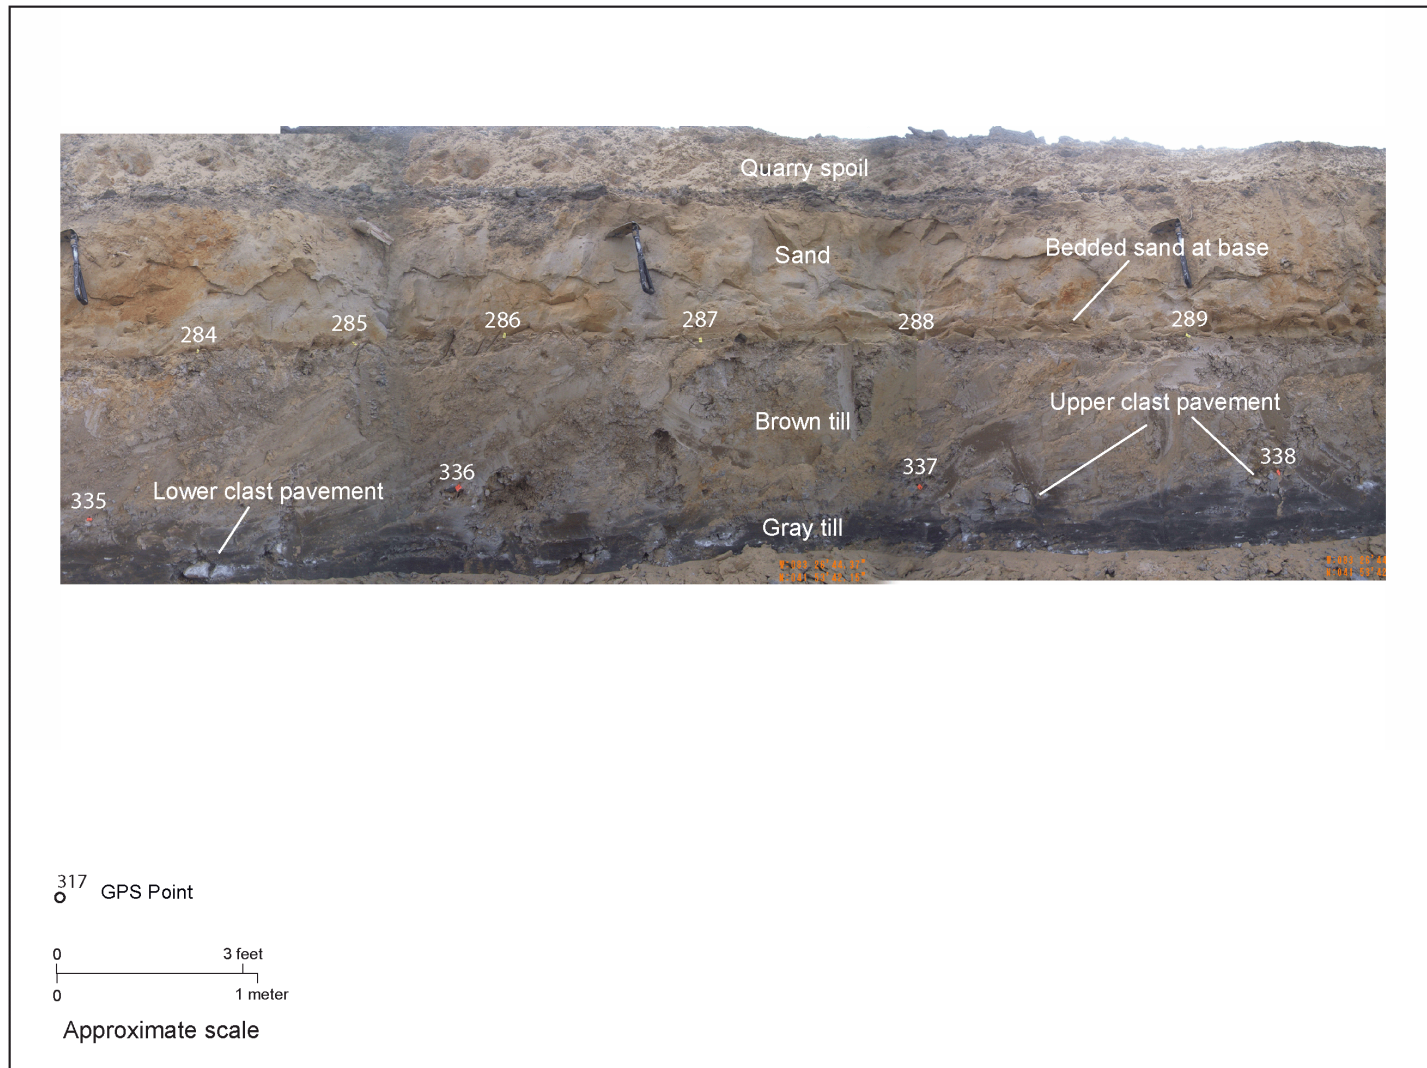 Quarry spoil
Sand
Bedded sand at base
284
285
286
287
288
289
Brown till
Upper clast pavement
335
Lower clast pavement
336
337
338
Gray till
317
GPS Point
0 3 feet
0 1 meter
Approximate scale